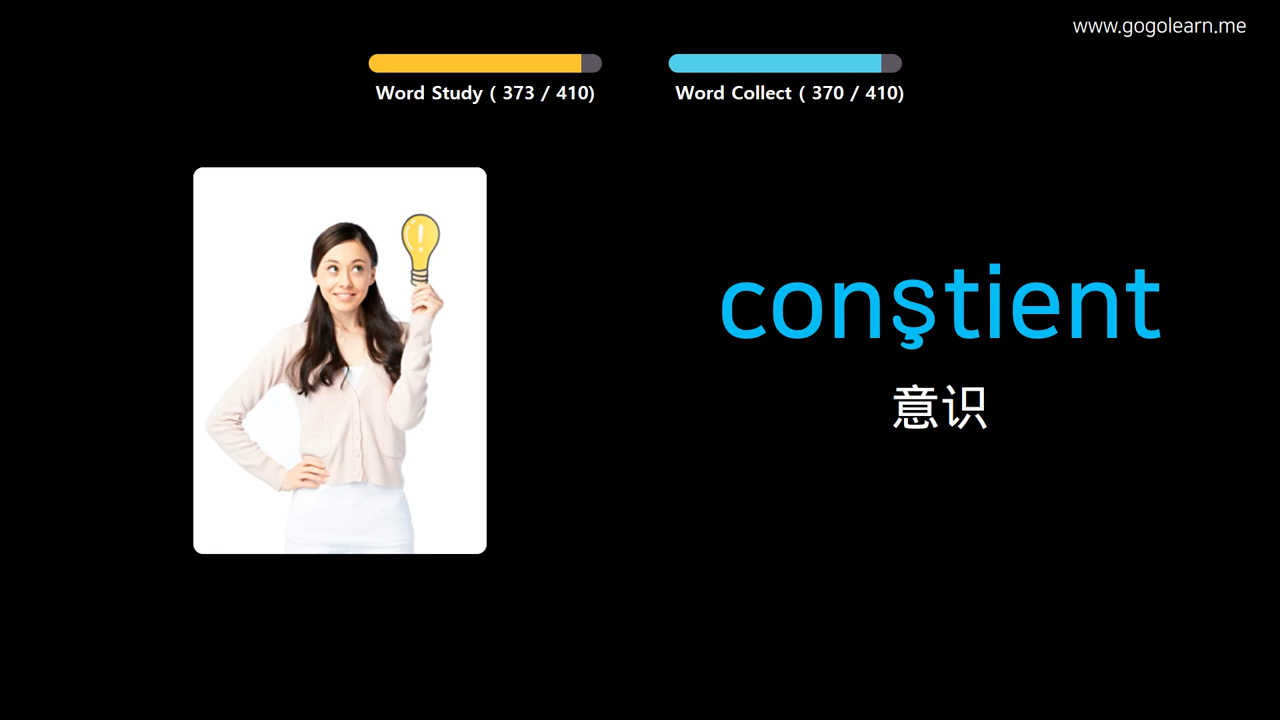 www.gogolearn.me
Word Study ( 373 / 410)
Word Collect ( 370 / 410)
conştient
意识